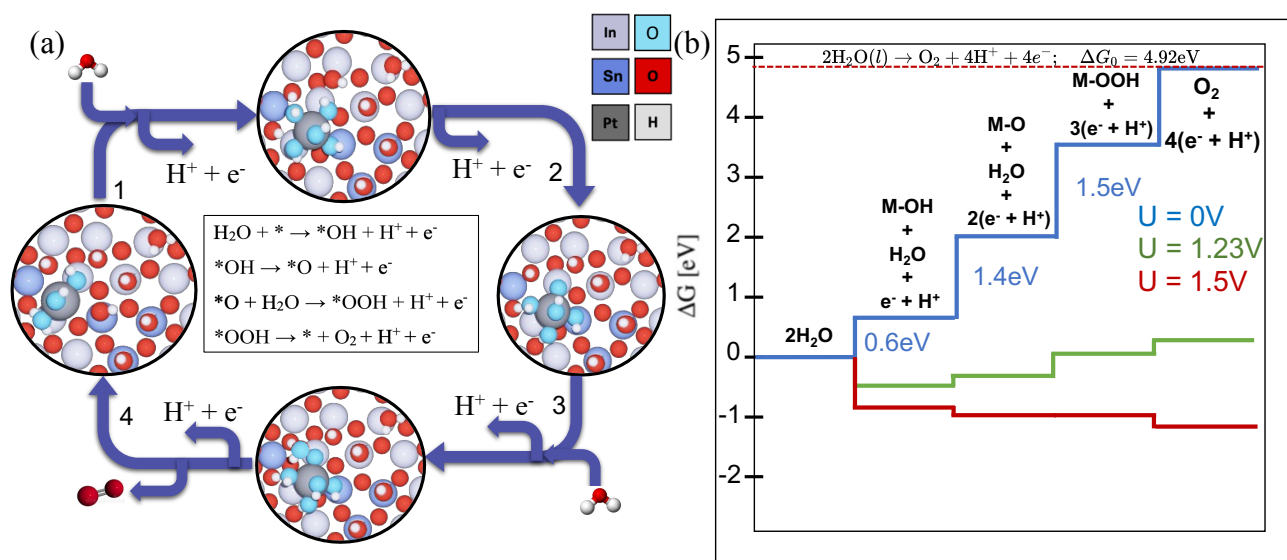 (a)
In
O
Sn
O
Pt
H
H⁺ + e⁻
H⁺ + e⁻
1
2
H₂O + * → *OH + H⁺ + e⁻
*OH → *O + H⁺ + e⁻
*O + H₂O → *OOH + H⁺ + e⁻
*OOH → * + O₂ + H⁺ + e⁻
H⁺ + e⁻
H⁺ + e⁻
3
4
(b)
2H₂O(l) → O₂ + 4H⁺ + 4e⁻; ΔG₀ = 4.92eV
ΔG [eV]
5
4
3
2
1
0
-1
-2
2H₂O
M-OH
+
H₂O
+
e⁻ + H⁺
M-O
+
H₂O
+
2(e⁻ + H⁺)
M-OOH
+
3(e⁻ + H⁺)
O₂
+
4(e⁻ + H⁺)
0.6eV
1.4eV
1.5eV
U = 0V
U = 1.23V
U = 1.5V